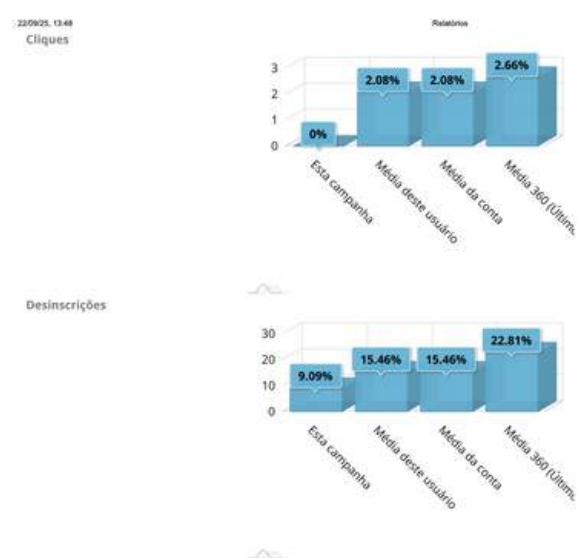 22/09/25, 13:48
Relatórios
Cliques
3
2
1
0
0%
2.08%
2.08%
2.66%
Esta campanha
Média deste usuário
Média da conta
Média 360 (Últim
Desinscrições
30
20
10
0
9.09%
15.46%
15.46%
22.81%
Esta campanha
Média deste usuário
Média da conta
Média 360 (Últim